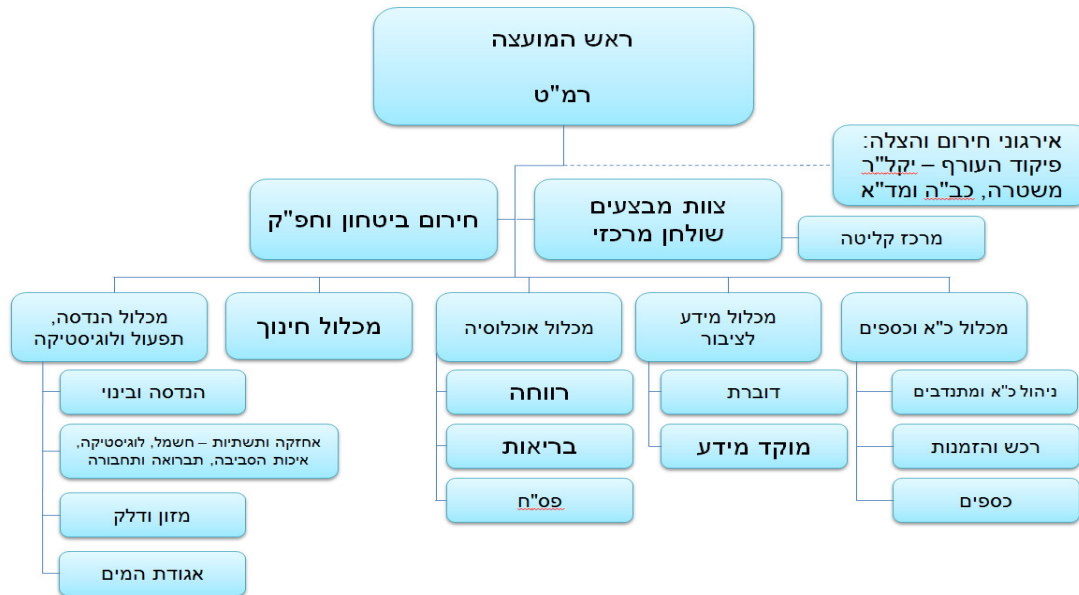 ראש המועצה
רמ"ט
אירגוני חירום והצלה:
פיקוד העורף – יקל"ר
משטרה, כב"ה ומד"א
צוות מבצעים
שולחן מרכזי
חירום ביטחון וחפ"ק
מרכז קליטה
מכלול כ"א וכספים
מכלול מידע
לציבור
מכלול אוכלוסיה
מכלול חינוך
מכלול הנדסה,
תפעול ולוגיסטיקה
ניהול כ"א ומתנדבים
רכש והזמנות
כספים
דוברת
מוקד מידע
רווחה
בריאות
פס"ח
הנדסה ובינוי
אחזקה ותשתיות – חשמל, לוגיסטיקה,
איכות הסביבה, תברואה ותחבורה
מזון ודלק
אגודת המים